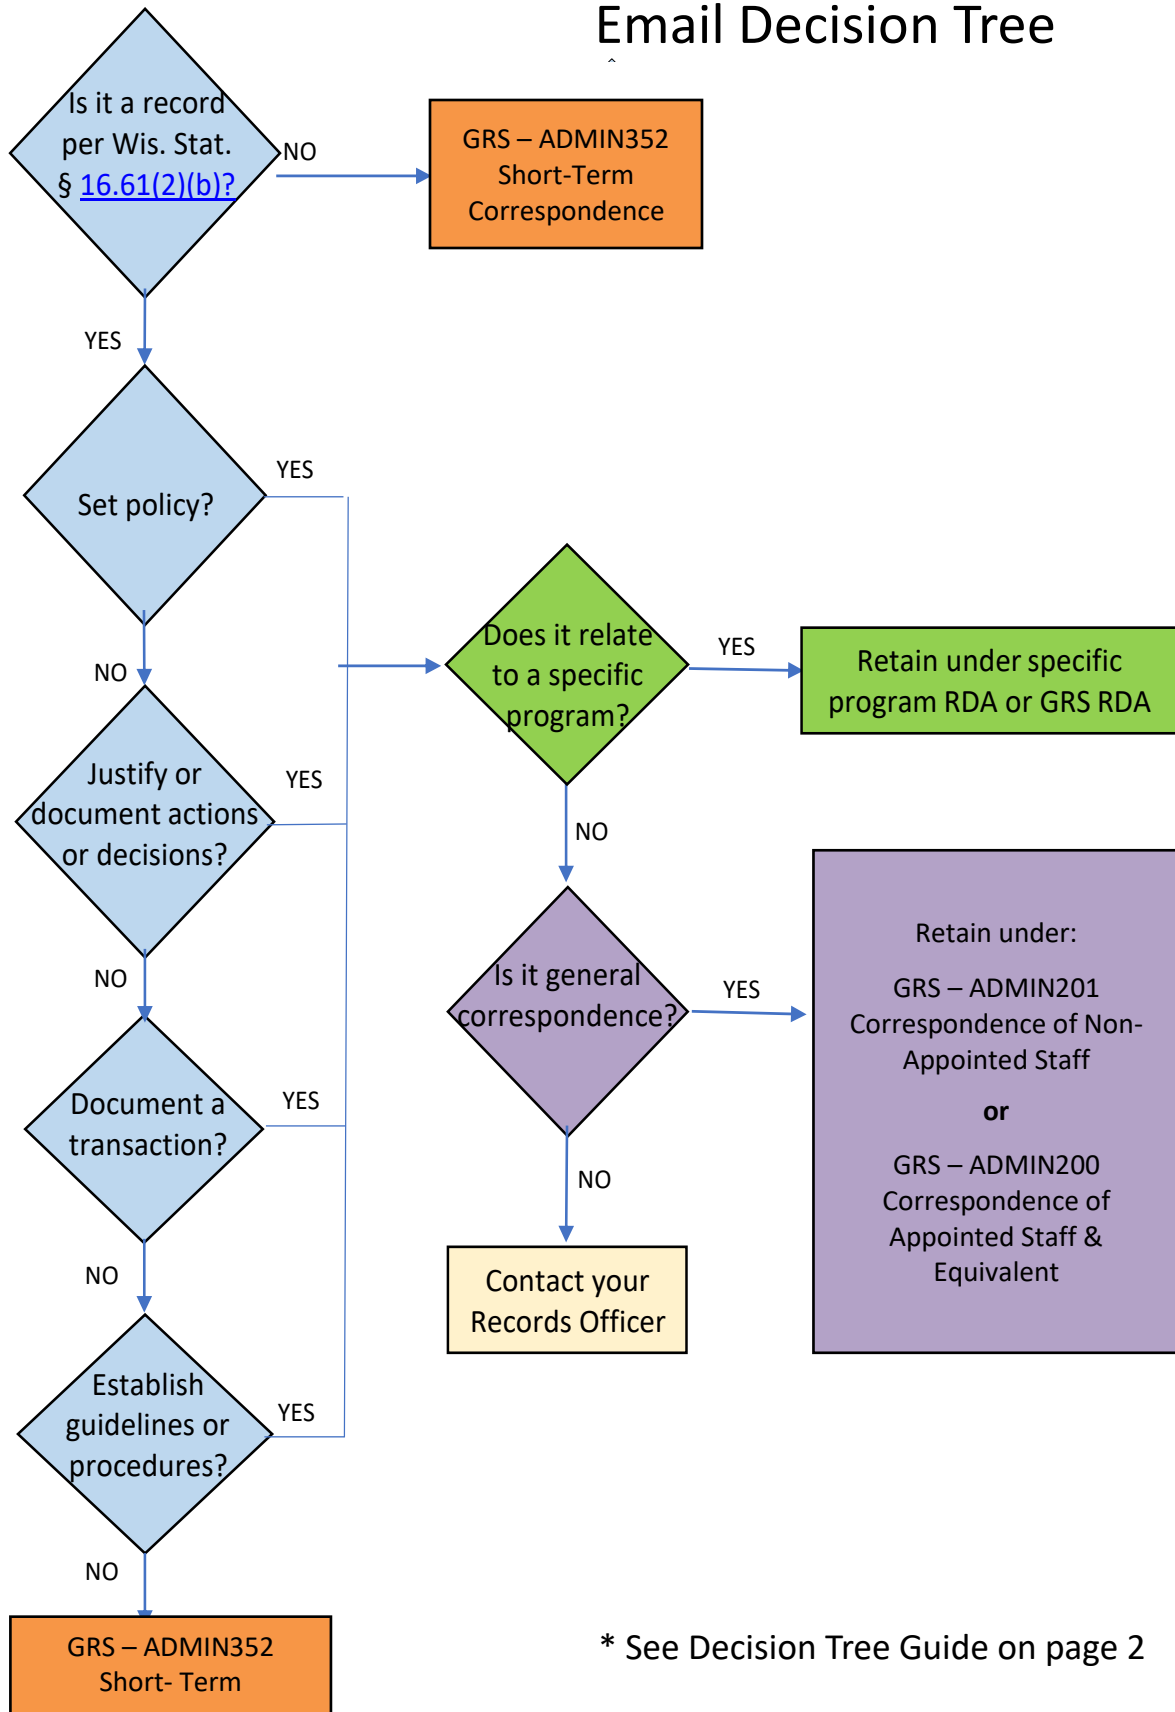 Email Decision Tree
^
Is it a record
per Wis. Stat.
§ 16.61(2)(b)?
NO
GRS – ADMIN352
Short-Term
Correspondence
YES
Set policy?
YES
NO
Justify or
document actions
or decisions?
YES
NO
Document a
transaction?
YES
NO
Establish
guidelines or
procedures?
YES
NO
GRS – ADMIN352
Short- Term
Does it relate
to a specific
program?
YES
Retain under specific
program RDA or GRS RDA
NO
Is it general
correspondence?
YES
Retain under:
GRS – ADMIN201
Correspondence of Non-
Appointed Staff
or
GRS – ADMIN200
Correspondence of
Appointed Staff &
Equivalent
NO
Contact your
Records Officer
* See Decision Tree Guide on page 2